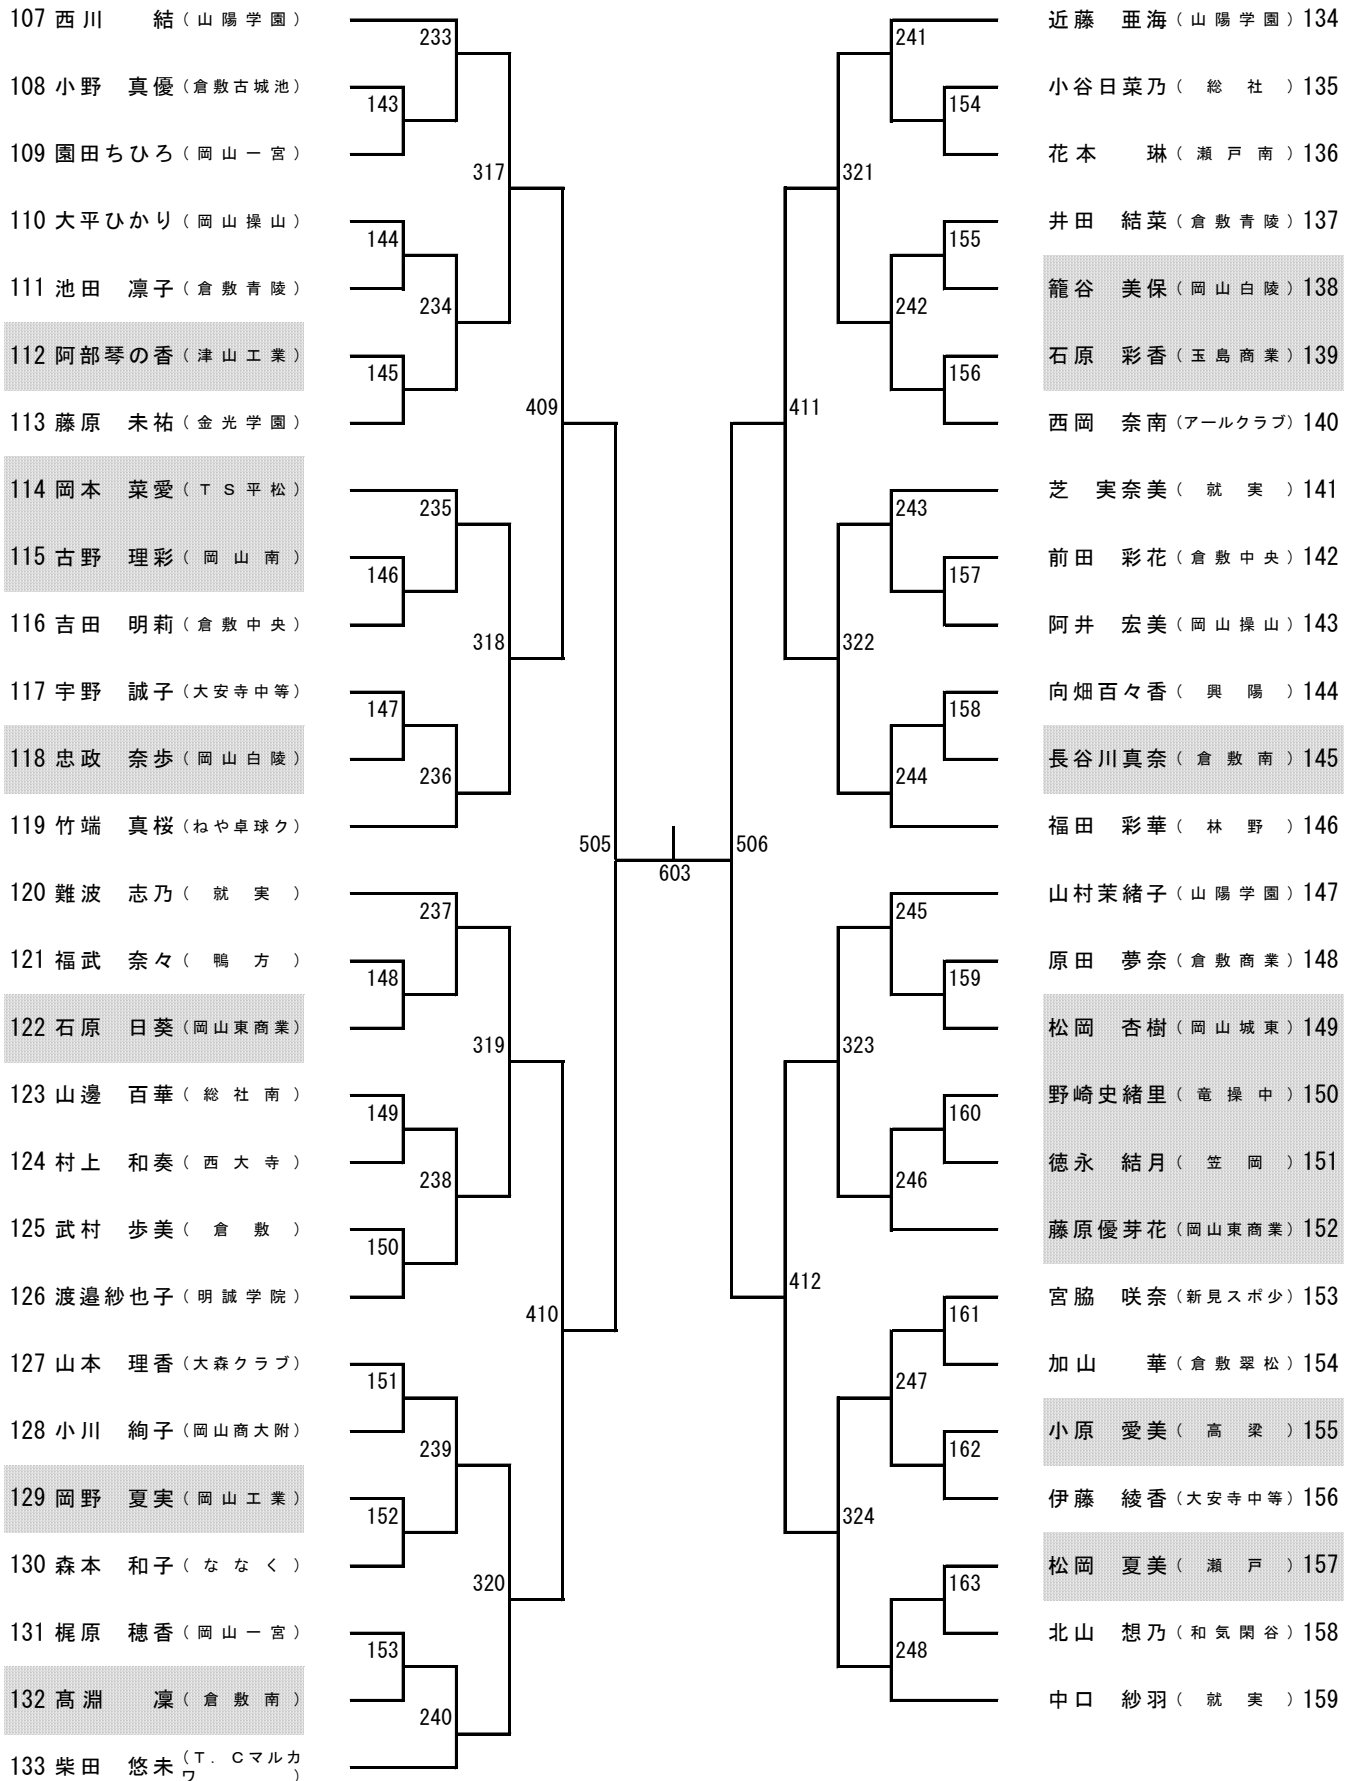 107 西川　　結（山陽学園）
108 小野　真優（倉敷古城池）
109 園田ちひろ（岡山一宮）
110 大平ひかり（岡山操山）
111 池田　凛子（倉敷青陵）
112 阿部琴の香（津山工業）
113 藤原　未祐（金光学園）
114 岡本　菜愛（ＴＳ平松）
115 古野　理彩（岡山南）
116 吉田　明莉（倉敷中央）
117 宇野　誠子（大安寺中等）
118 忠政　奈歩（岡山白陵）
119 竹端　真桜（ねや卓球ク）
120 難波　志乃（就実）
121 福武　奈々（鴨方）
122 石原　日葵（岡山東商業）
123 山邊　百華（総社南）
124 村上　和奏（西大寺）
125 武村　歩美（倉敷）
126 渡邉紗也子（明誠学院）
127 山本　理香（大森クラブ）
128 小川　絢子（岡山商大附）
129 岡野　夏実（岡山工業）
130 森本　和子（ななく）
131 梶原　穂香（岡山一宮）
132 髙淵　　凜（倉敷南）
133 柴田　悠未（Ｔ．Ｃマルカ
ワ）
233
143
317
144
234
145
409
235
146
318
147
236
505
237
148
319
149
238
150
410
151
239
152
320
153
240
603
241
154
321
155
242
156
411
243
157
322
158
244
506
245
159
323
160
246
412
161
247
162
324
163
248
近藤　亜海（山陽学園）134
小谷日菜乃（総社）135
花本　　琳（瀬戸南）136
井田　結菜（倉敷青陵）137
籠谷　美保（岡山白陵）138
石原　彩香（玉島商業）139
西岡　奈南（アールクラブ）140
芝　実奈美（就実）141
前田　彩花（倉敷中央）142
阿井　宏美（岡山操山）143
向畑百々香（興陽）144
長谷川真奈（倉敷南）145
福田　彩華（林野）146
山村茉緒子（山陽学園）147
原田　夢奈（倉敷商業）148
松岡　杏樹（岡山城東）149
野崎史緒里（竜操中）150
徳永　結月（笠岡）151
藤原優芽花（岡山東商業）152
宮脇　咲奈（新見スポ少）153
加山　　華（倉敷翠松）154
小原　愛美（高梁）155
伊藤　綾香（大安寺中等）156
松岡　夏美（瀬戸）157
北山　想乃（和気閑谷）158
中口　紗羽（就実）159